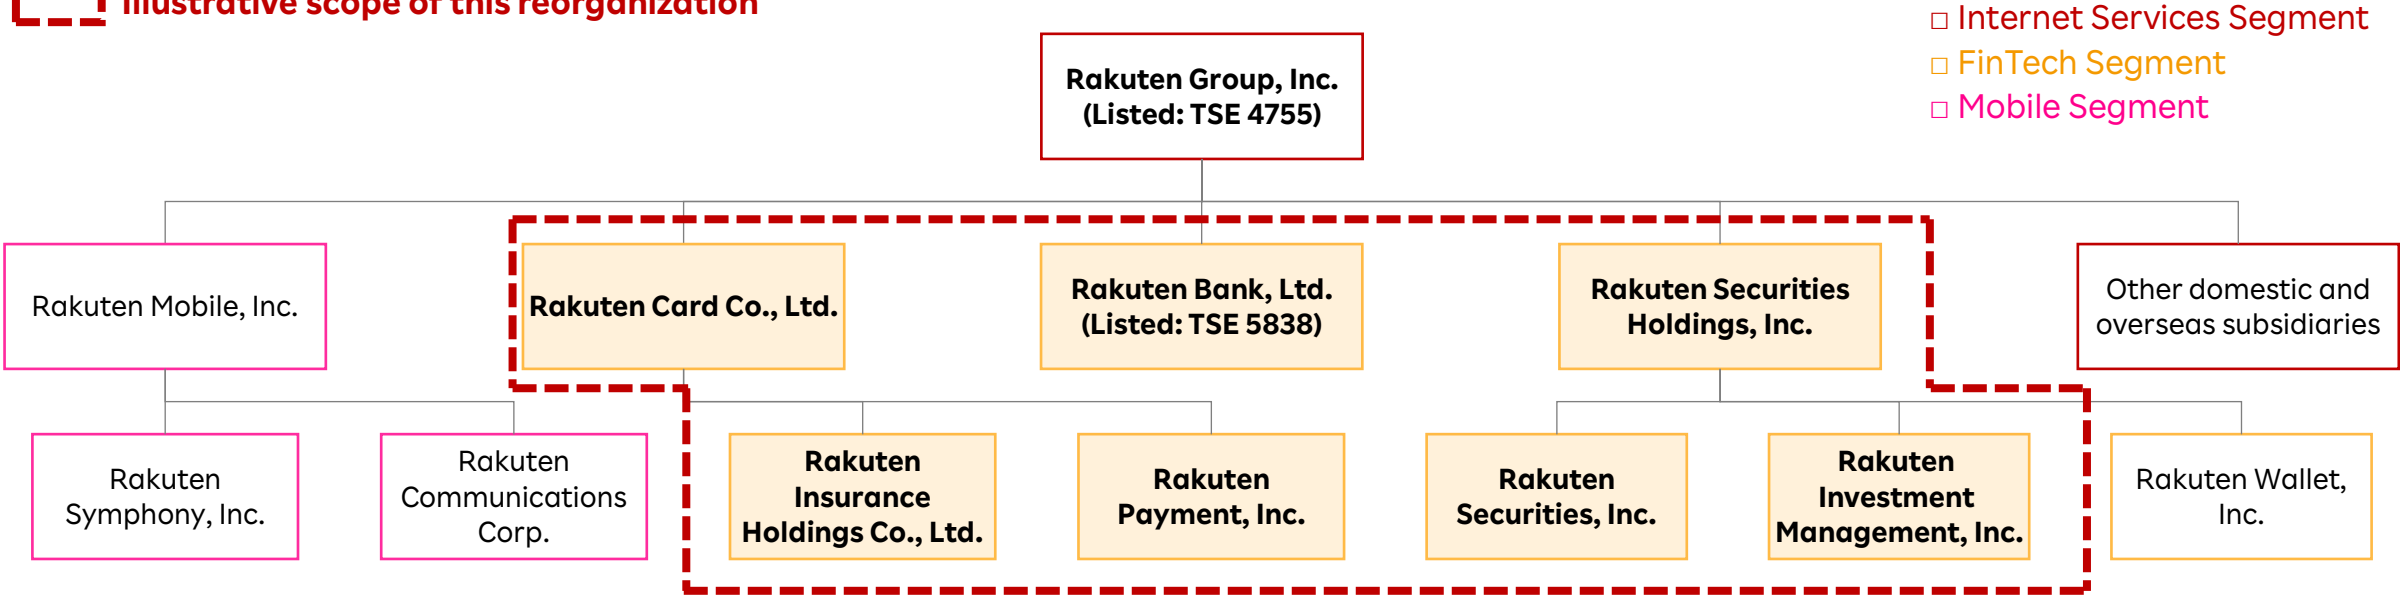 Illustrative scope of this reorganization
□ Internet Services Segment
□ FinTech Segment
□ Mobile Segment
Rakuten Group, Inc.
(Listed: TSE 4755)
Rakuten Mobile, Inc.
Rakuten Card Co., Ltd.
Rakuten Bank, Ltd.
(Listed: TSE 5838)
Rakuten Securities
Holdings, Inc.
Other domestic and
overseas subsidiaries
Rakuten
Symphony, Inc.
Rakuten
Communications
Corp.
Rakuten
Insurance
Holdings Co., Ltd.
Rakuten
Payment, Inc.
Rakuten
Securities, Inc.
Rakuten
Investment
Management, Inc.
Rakuten Wallet,
Inc.